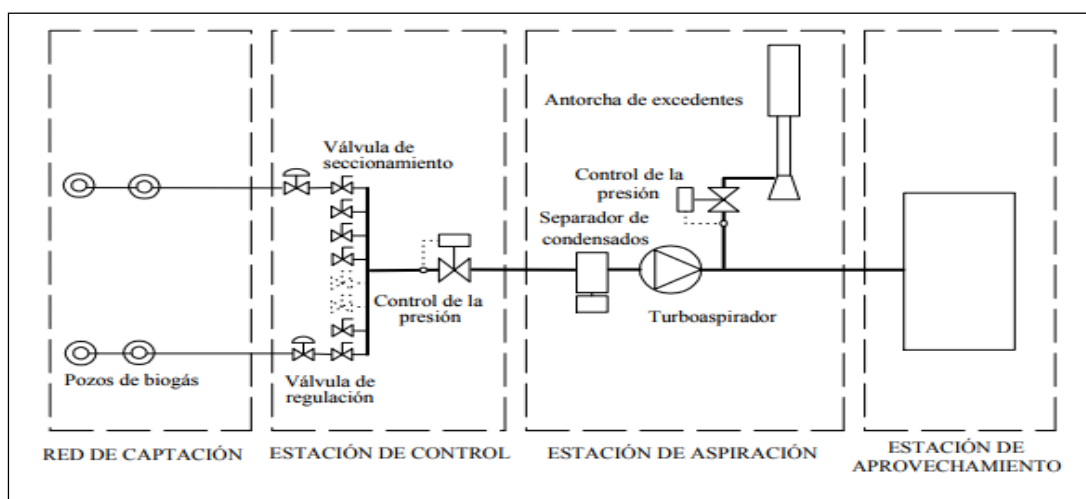 Antorcha de excedentes
Válvula de
seccionamiento
Control de la
presión
Separador de
condensados
Control de la
presión
Turboaspirador
Pozos de biogás
Válvula de
regulación
RED DE CAPTACIÓN
ESTACIÓN DE CONTROL
ESTACIÓN DE ASPIRACIÓN
ESTACIÓN DE
APROVECHAMIENTO